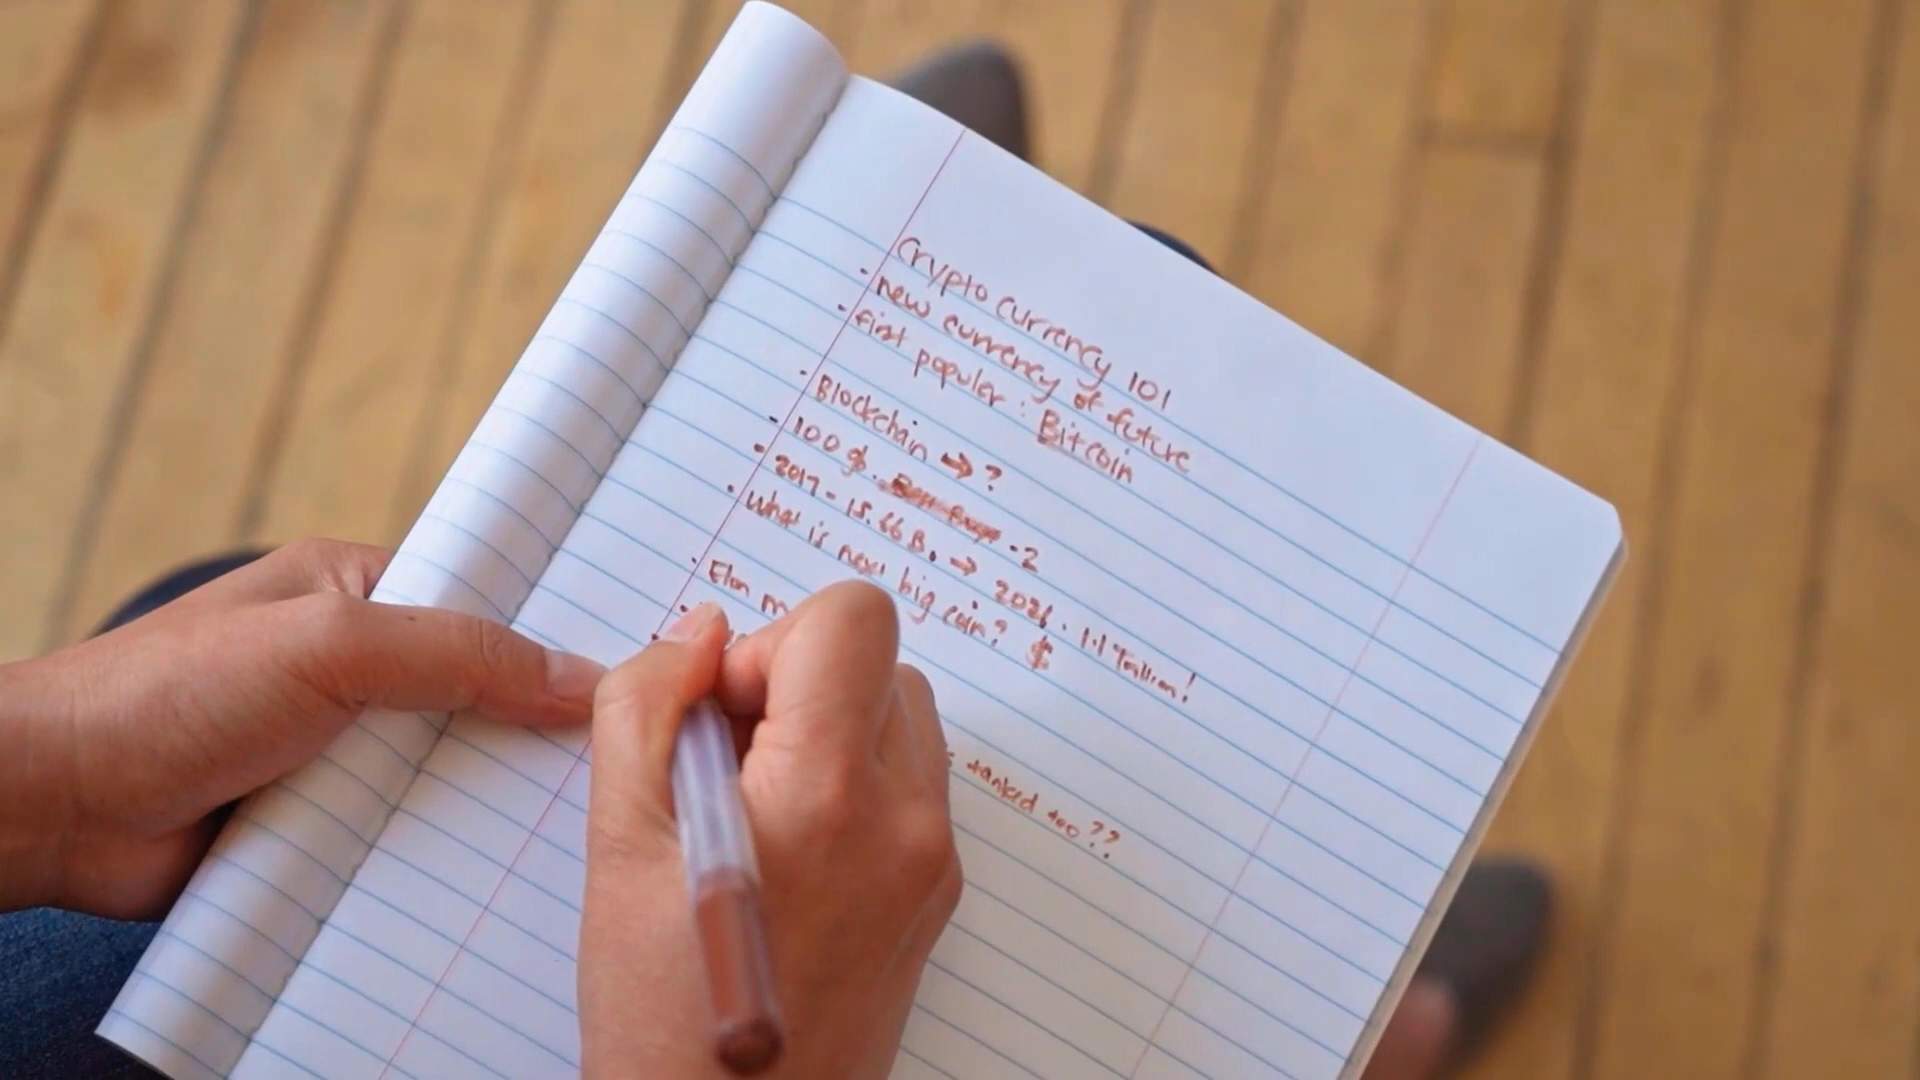 Crypto currency 101
· new currency of future
· first popular : Bitcoin
· Blockchain → ?
- 100 $. -2
- 2017 - 15.66B. → 2021. 1.1 Trillion!
· What is next big coin? $
· Elon m
tanked too??